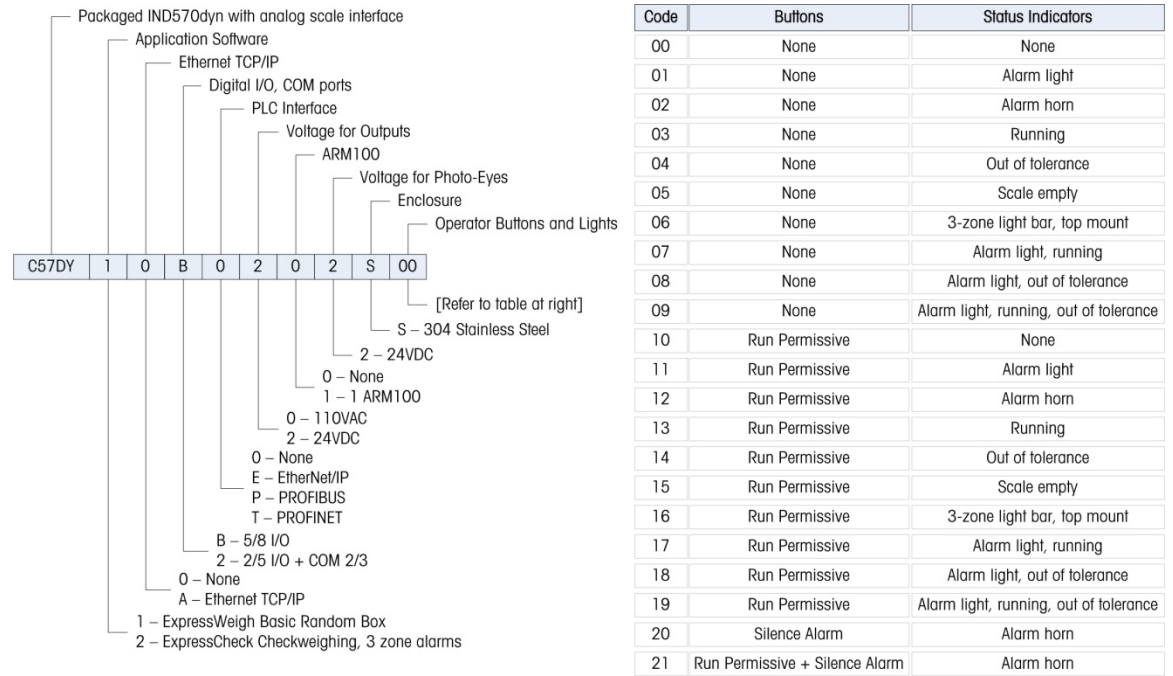 Packaged IND570dyn with analog scale interface
Application Software
Ethernet TCP/IP
Digital I/O, COM ports
PLC Interface
Voltage for Outputs
ARM100
Voltage for Photo-Eyes
Enclosure
Operator Buttons and Lights
C57DY 1 0 B 0 2 0 2 S 00
[Refer to table at right]
S – 304 Stainless Steel
2 – 24VDC
0 – None
1 – 1 ARM100
0 – 110VAC
2 – 24VDC
0 – None
E – EtherNet/IP
P – PROFIBUS
T – PROFINET
B – 5/8 I/O
2 – 2/5 I/O + COM 2/3
0 – None
A – Ethernet TCP/IP
1 – ExpressWeigh Basic Random Box
2 – ExpressCheck Checkweighing, 3 zone alarms
Code Buttons Status Indicators
00 None None
01 None Alarm light
02 None Alarm horn
03 None Running
04 None Out of tolerance
05 None Scale empty
06 None 3-zone light bar, top mount
07 None Alarm light, running
08 None Alarm light, out of tolerance
09 None Alarm light, running, out of tolerance
10 Run Permissive None
11 Run Permissive Alarm light
12 Run Permissive Alarm horn
13 Run Permissive Running
14 Run Permissive Out of tolerance
15 Run Permissive Scale empty
16 Run Permissive 3-zone light bar, top mount
17 Run Permissive Alarm light, running
18 Run Permissive Alarm light, out of tolerance
19 Run Permissive Alarm light, running, out of tolerance
20 Silence Alarm Alarm horn
21 Run Permissive + Silence Alarm Alarm horn